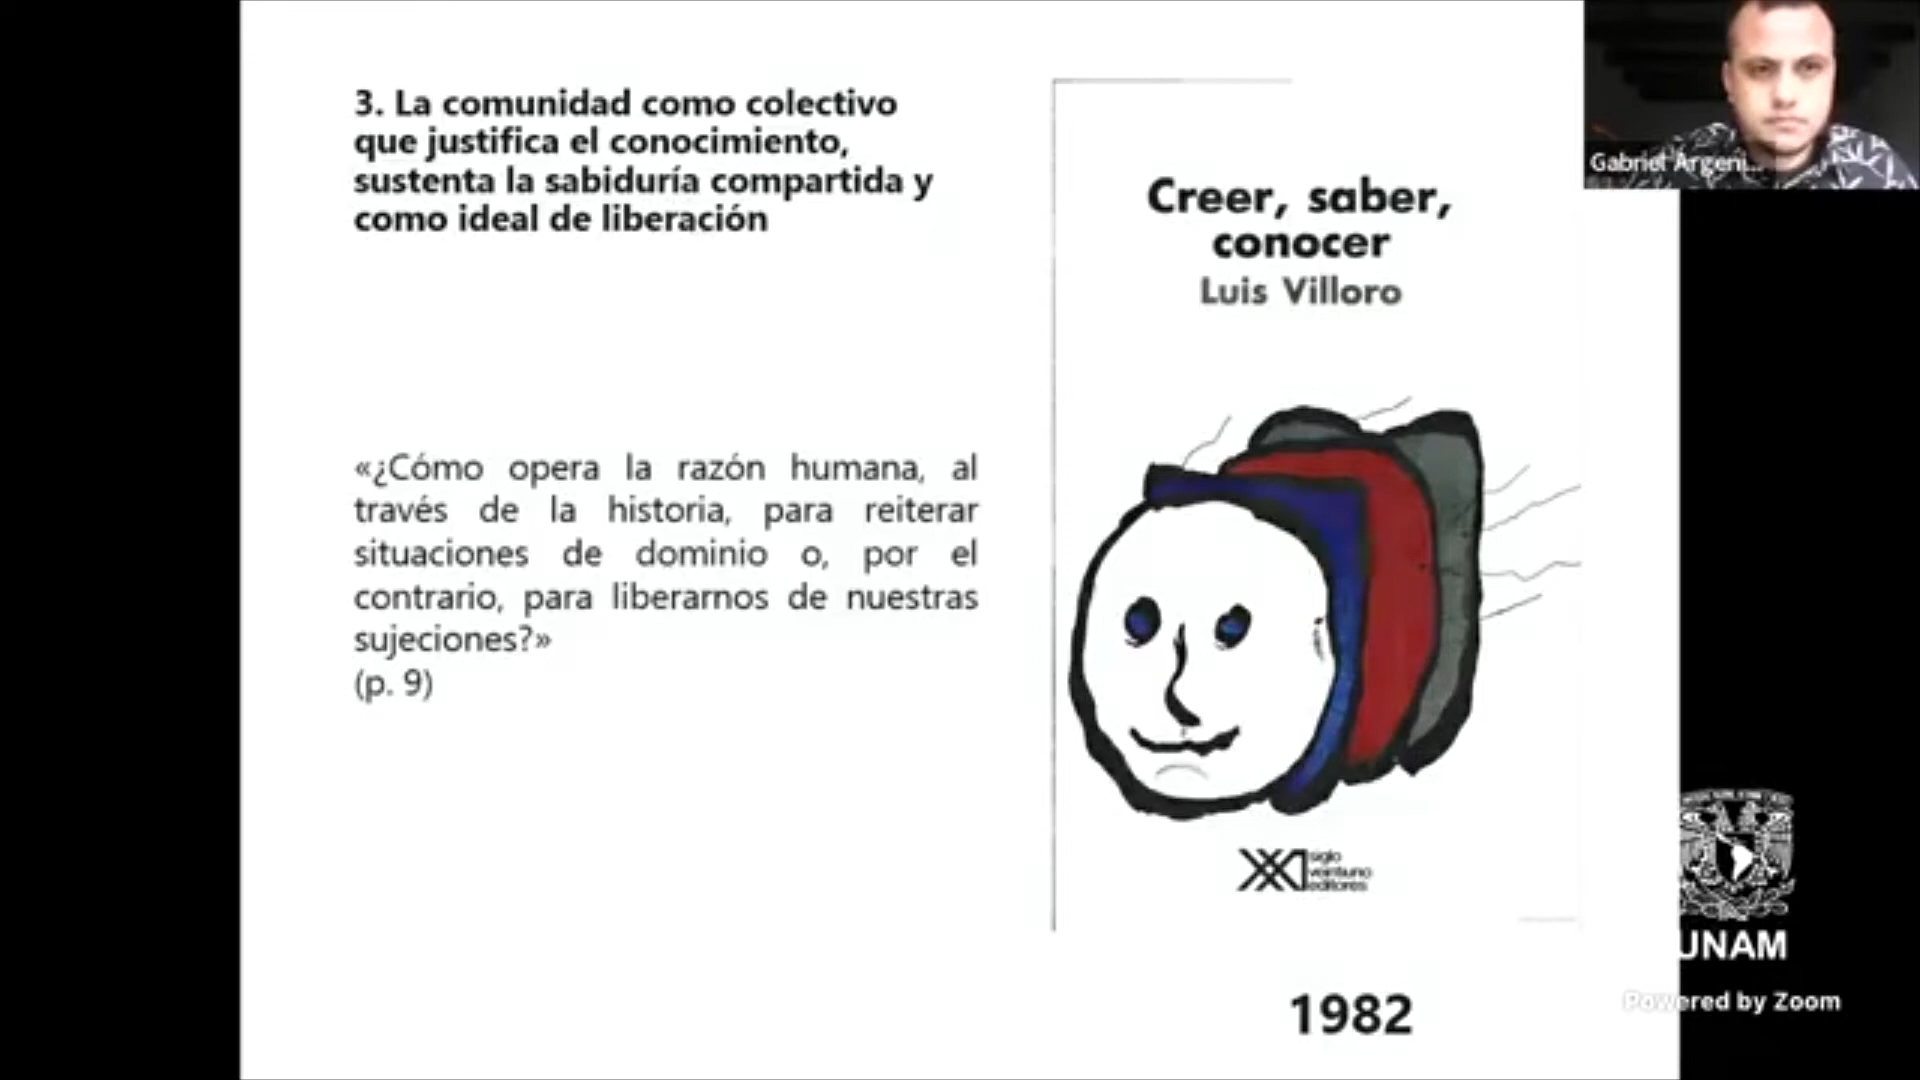 3. La comunidad como colectivo
que justifica el conocimiento,
sustenta la sabiduría compartida y
como ideal de liberación
«¿Cómo opera la razón humana, al
través de la historia, para reiterar
situaciones de dominio o, por el
contrario, para liberarnos de nuestras
sujeciones?»
(p. 9)
Creer, saber,
conocer
Luis Villoro
siglo
veintiuno
editores
1982
Gabriel Argeni...
UNAM
Powered by Zoom